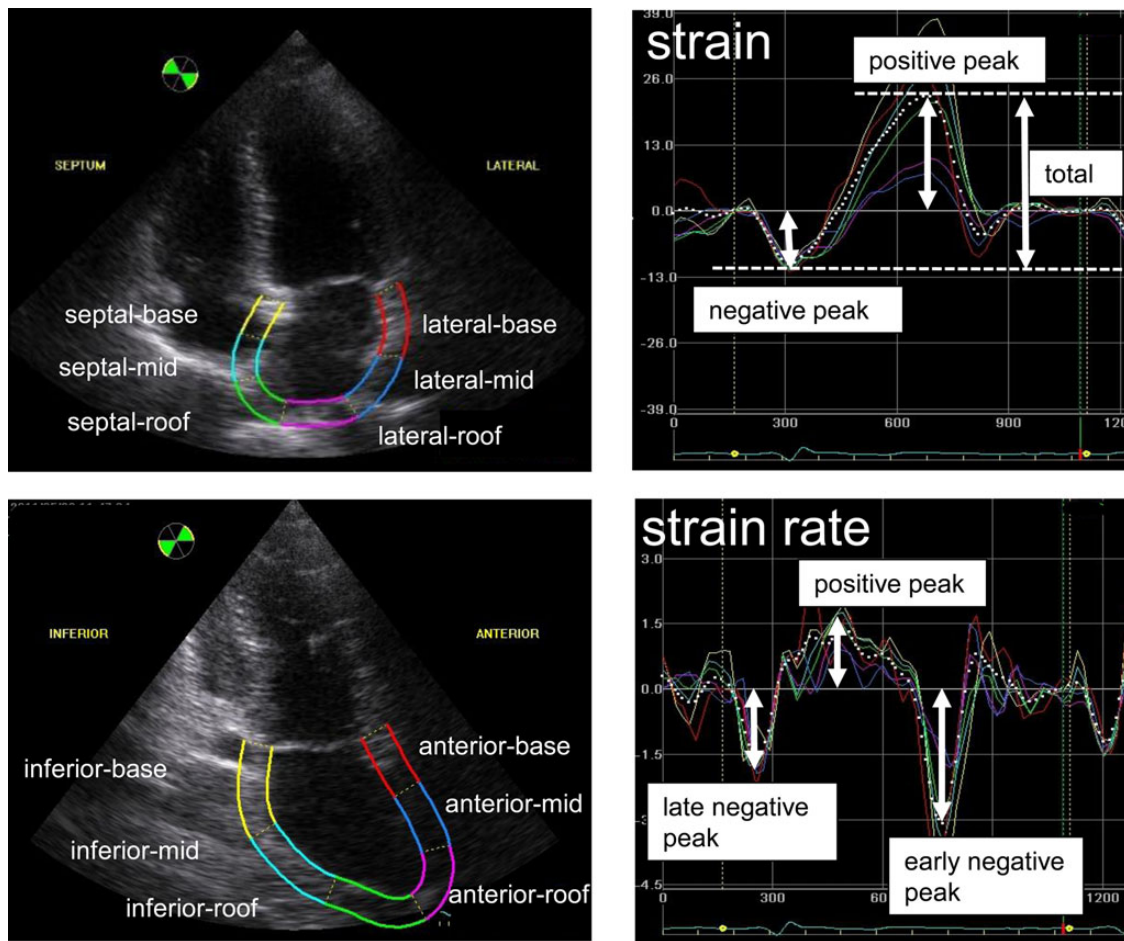 SEPTUM
LATERAL
septal-base
septal-mid
septal-roof
lateral-base
lateral-mid
lateral-roof
strain
39.0
26.0
13.0
0.0
-13.0
-26.0
-39.0
0
300
600
900
positive peak
total
negative peak
INFERIOR
ANTERIOR
inferior-base
inferior-mid
inferior-roof
anterior-base
anterior-mid
anterior-roof
strain rate
3.0
1.5
0.0
-1.5
-4.5
0
300
1200
positive peak
late negative
peak
early negative
peak